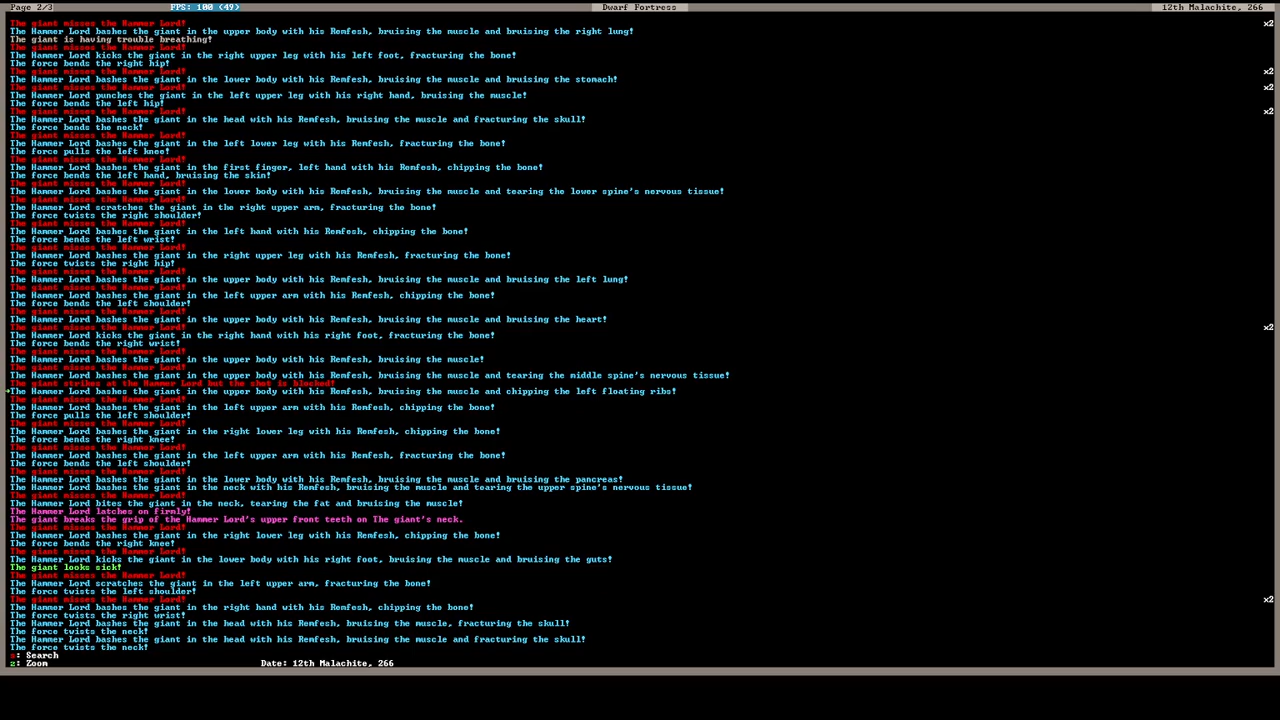 Page 2/3 FPS: 100 (49) Dwarf Fortress 12th Malachite, 266
The giant misses the Hammer Lord! x2
The Hammer Lord bashes the giant in the upper body with his Remfesh, bruising the muscle and bruising the right lung!
The giant is having trouble breathing!
The giant misses the Hammer Lord!
The Hammer Lord kicks the giant in the right upper leg with his left foot, fracturing the bone!
The force bends the right hip!
The giant misses the Hammer Lord! x2
The Hammer Lord bashes the giant in the lower body with his Remfesh, bruising the muscle and bruising the stomach!
The giant misses the Hammer Lord! x2
The Hammer Lord punches the giant in the left upper leg with his right hand, bruising the muscle!
The force bends the left hip!
The giant misses the Hammer Lord! x2
The Hammer Lord bashes the giant in the head with his Remfesh, bruising the muscle and fracturing the skull!
The force bends the neck!
The giant misses the Hammer Lord!
The Hammer Lord bashes the giant in the left lower leg with his Remfesh, fracturing the bone!
The force pulls the left knee!
The giant misses the Hammer Lord!
The Hammer Lord bashes the giant in the first finger, left hand with his Remfesh, chipping the bone!
The force bends the left hand, bruising the skin!
The giant misses the Hammer Lord!
The Hammer Lord bashes the giant in the lower body with his Remfesh, bruising the muscle and tearing the lower spine's nervous tissue!
The giant misses the Hammer Lord!
The Hammer Lord scratches the giant in the right upper arm, fracturing the bone!
The force twists the right shoulder!
The giant misses the Hammer Lord!
The Hammer Lord bashes the giant in the left hand with his Remfesh, chipping the bone!
The force bends the left wrist!
The giant misses the Hammer Lord!
The Hammer Lord bashes the giant in the right upper leg with his Remfesh, fracturing the bone!
The force twists the right hip!
The giant misses the Hammer Lord!
The Hammer Lord bashes the giant in the upper body with his Remfesh, bruising the muscle and bruising the left lung!
The giant misses the Hammer Lord!
The Hammer Lord bashes the giant in the left upper arm with his Remfesh, chipping the bone!
The force bends the left shoulder!
The giant misses the Hammer Lord!
The Hammer Lord bashes the giant in the upper body with his Remfesh, bruising the muscle and bruising the heart!
The giant misses the Hammer Lord! x2
The Hammer Lord kicks the giant in the right hand with his right foot, fracturing the bone!
The force bends the right wrist!
The giant misses the Hammer Lord!
The Hammer Lord bashes the giant in the upper body with his Remfesh, bruising the muscle!
The giant misses the Hammer Lord!
The Hammer Lord bashes the giant in the upper body with his Remfesh, bruising the muscle and tearing the middle spine's nervous tissue!
The giant strikes at the Hammer Lord but the shot is blocked!
The Hammer Lord bashes the giant in the upper body with his Remfesh, bruising the muscle and chipping the left floating ribs!
The giant misses the Hammer Lord!
The Hammer Lord bashes the giant in the left upper arm with his Remfesh, chipping the bone!
The force pulls the left shoulder!
The giant misses the Hammer Lord!
The Hammer Lord bashes the giant in the right lower leg with his Remfesh, chipping the bone!
The force bends the right knee!
The giant misses the Hammer Lord!
The Hammer Lord bashes the giant in the left upper arm with his Remfesh, fracturing the bone!
The force bends the left shoulder!
The giant misses the Hammer Lord!
The Hammer Lord bashes the giant in the lower body with his Remfesh, bruising the muscle and bruising the pancreas!
The Hammer Lord bashes the giant in the neck with his Remfesh, bruising the muscle and tearing the upper spine's nervous tissue!
The giant misses the Hammer Lord!
The Hammer Lord bites the giant in the neck, tearing the fat and bruising the muscle!
The Hammer Lord latches on firmly!
The giant breaks the grip of the Hammer Lord's upper front teeth on The giant's neck.
The giant misses the Hammer Lord!
The Hammer Lord bashes the giant in the right lower leg with his Remfesh, chipping the bone!
The force bends the right knee!
The giant misses the Hammer Lord!
The Hammer Lord kicks the giant in the lower body with his right foot, bruising the muscle and bruising the guts!
The giant looks sick!
The giant misses the Hammer Lord!
The Hammer Lord scratches the giant in the left upper arm, fracturing the bone!
The force twists the left shoulder!
The giant misses the Hammer Lord! x2
The Hammer Lord bashes the giant in the right hand with his Remfesh, chipping the bone!
The force twists the right wrist!
The Hammer Lord bashes the giant in the head with his Remfesh, bruising the muscle, fracturing the skull!
The force twists the neck!
The Hammer Lord bashes the giant in the head with his Remfesh, bruising the muscle and fracturing the skull!
The force twists the neck!
s: Search
z: Zoom Date: 12th Malachite, 266